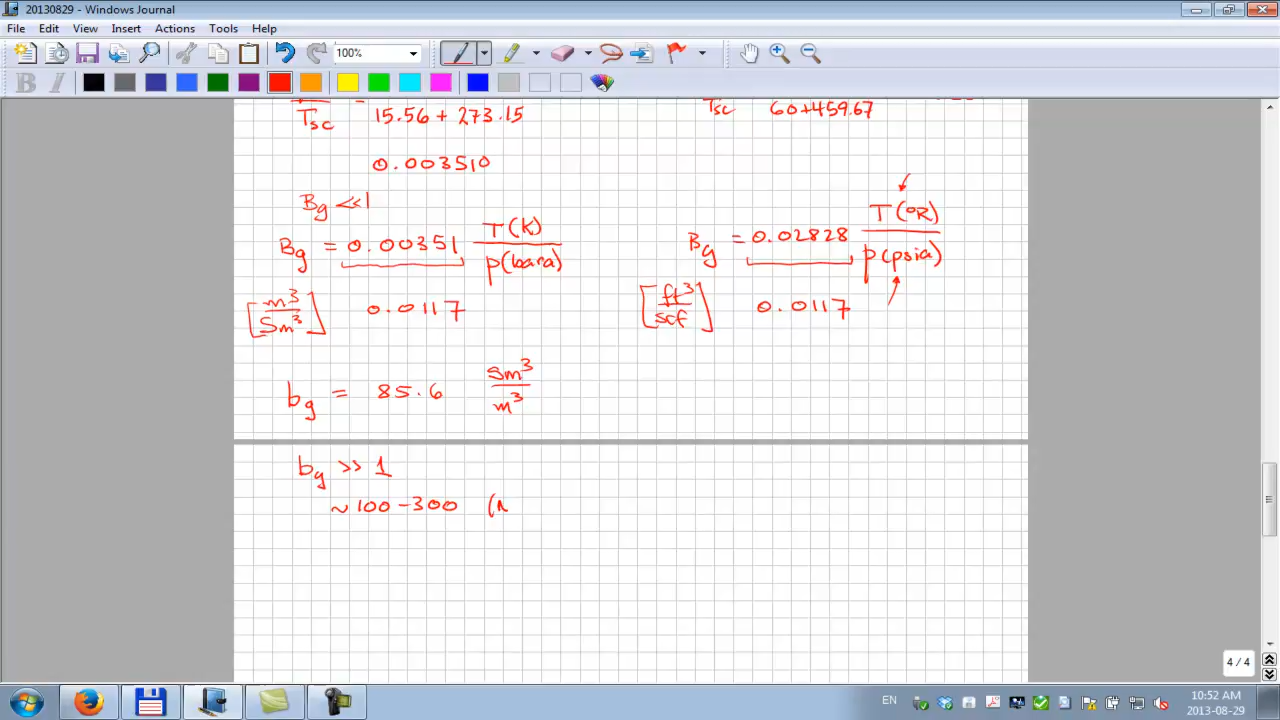 20130829 - Windows Journal
File Edit View Insert Actions Tools Help
100%
B I
Tsc = 15.56 + 273.15
Tsc 60+459.67
0.003510
Bg << 1
Bg = 0.00351 T(K) / p(bara)
Bg = 0.02828 T(°R) / p(psia)
[m³/Sm³] 0.0117
[ft³/scf] 0.0117
bg = 85.6 Sm³/m³
bg >> 1
~100-300 (
4 / 4
EN
10:52 AM
2013-08-29